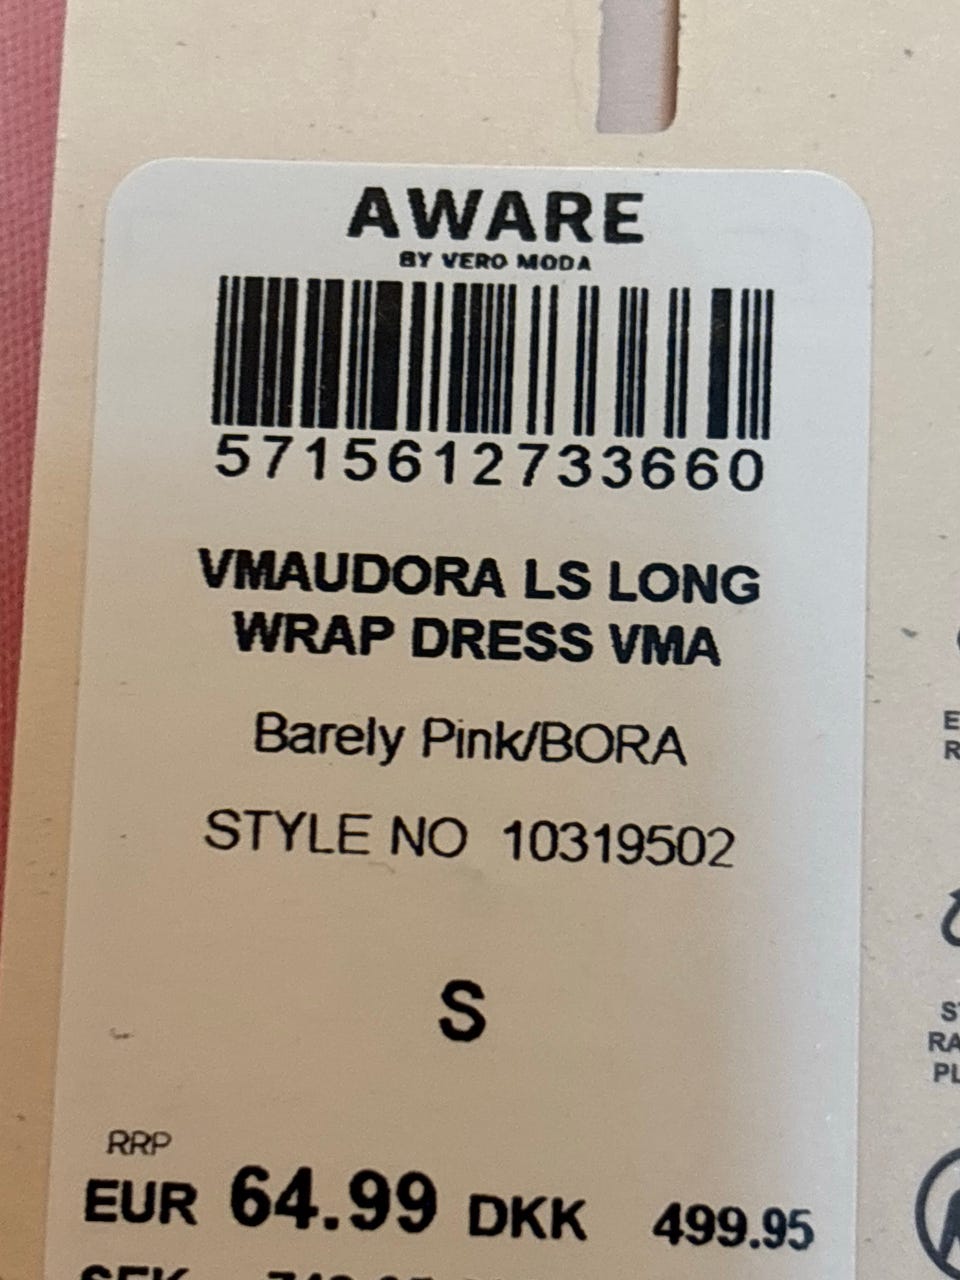 AWARE
BY VERO MODA
5715612733660
VMAUDORA LS LONG
WRAP DRESS VMA
Barely Pink/BORA
STYLE NO 10319502
S
RRP
EUR 64.99 DKK 499.95